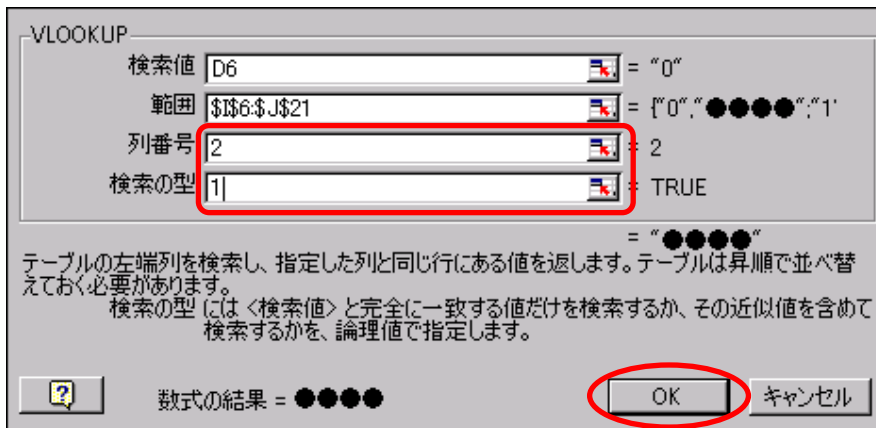 VLOOKUP
検索値 D6 = "0"
範囲 $I$6:$J$21 = {"0","●●●●";"1"
列番号 2 = 2
検索の型 1 = TRUE
= "●●●●"
テーブルの左端列を検索し、指定した列と同じ行にある値を返します。テーブルは昇順で並べ替
えておく必要があります。
検索の型 には <検索値> と完全に一致する値だけを検索するか、その近似値を含めて
検索するかを、論理値で指定します。
数式の結果 = ●●●● OK キャンセル